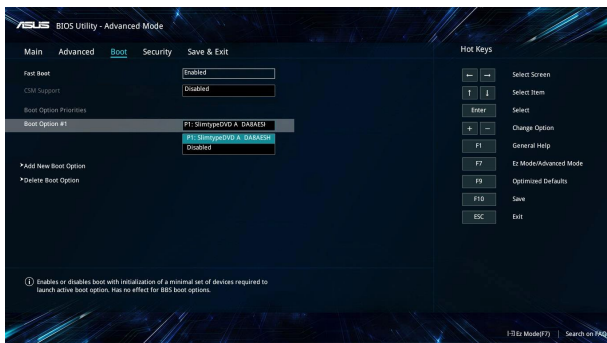 ASUS BIOS Utility - Advanced Mode
Main Advanced Boot Security Save & Exit
Hot Keys
Fast Boot Enabled
CSM Support Disabled
Boot Option Priorities
Boot Option #1 P1: SlimtypeDVD A DA8AESI
P1: SlimtypeDVD A DA8AESH
Disabled
>Add New Boot Option
>Delete Boot Option
← → Select Screen
↑ ↓ Select Item
Enter Select
+ − Change Option
F1 General Help
F7 Ez Mode/Advanced Mode
F9 Optimized Defaults
F10 Save
ESC Exit
i Enables or disables boot with initialization of a minimal set of devices required to
launch active boot option. Has no effect for BBS boot options.
Ez Mode(F7) | Search on FAQ